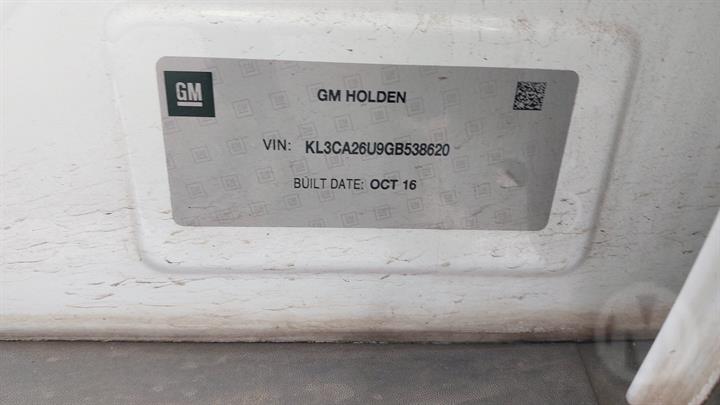 GM
GM HOLDEN
VIN: KL3CA26U9GB538620
BUILT DATE: OCT 16